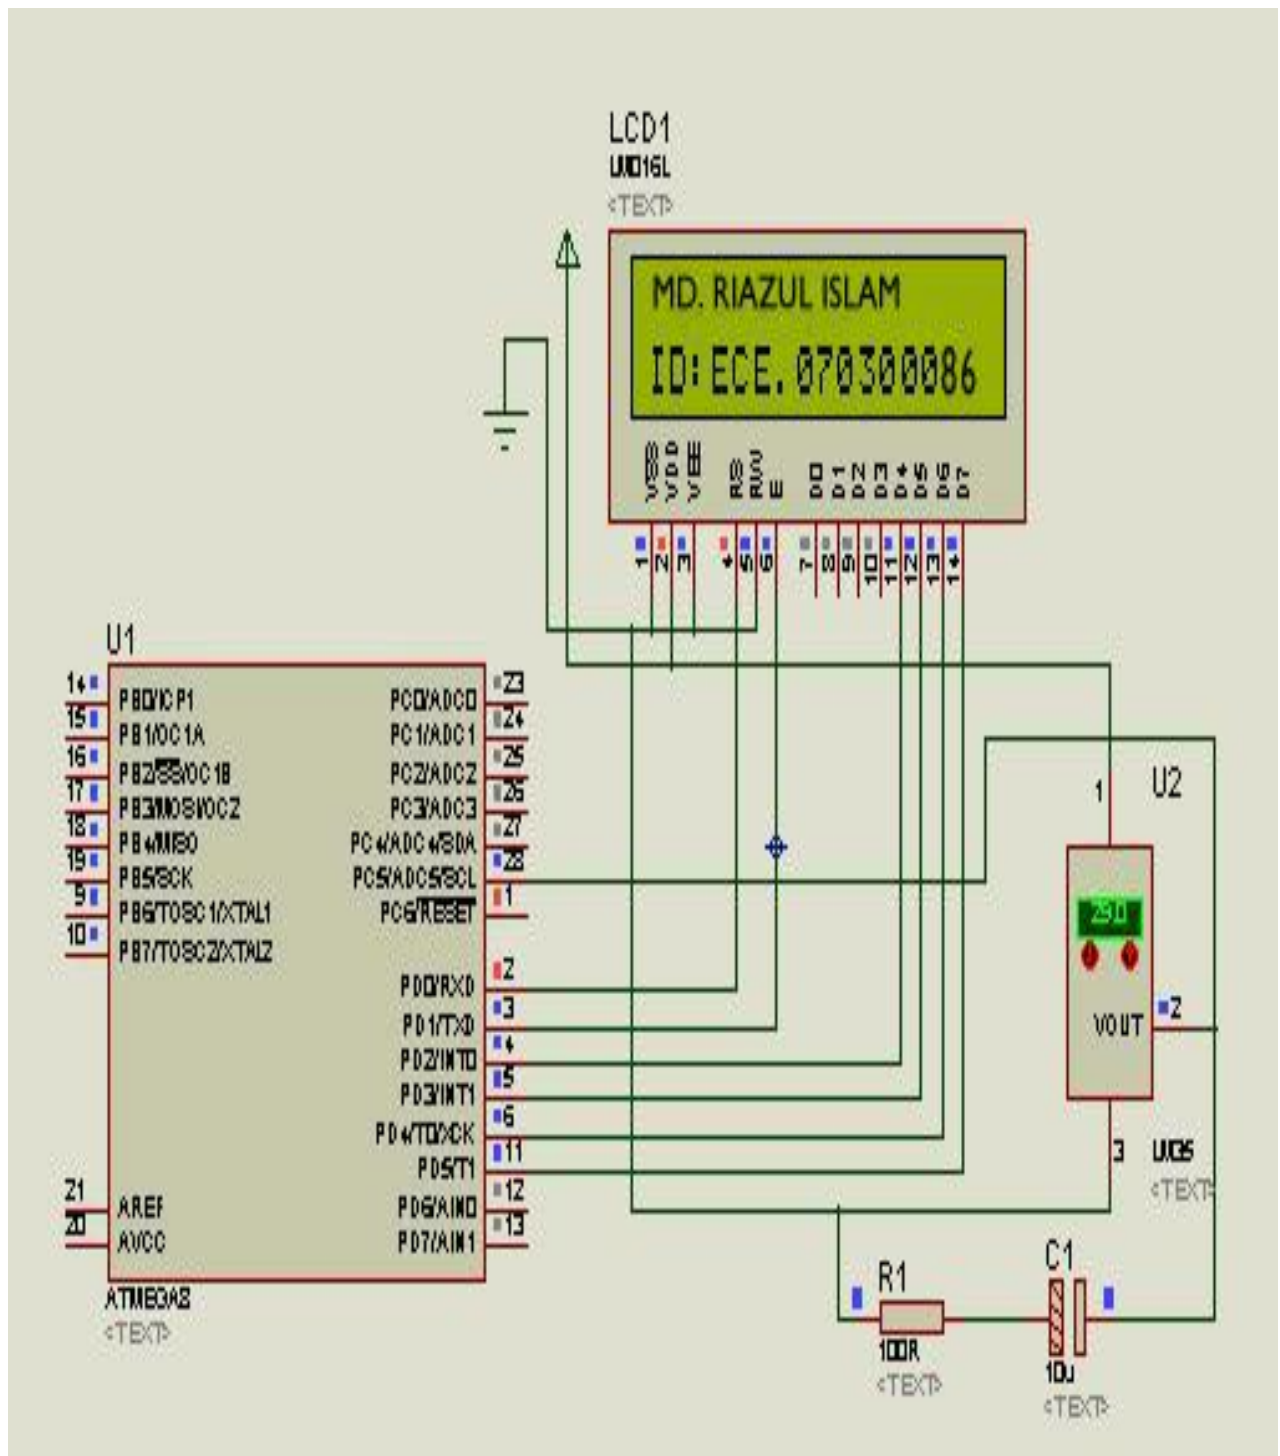 LCD1
LM016L
<TEXT>
MD. RIAZUL ISLAM
ID: ECE. 070300086
VSS
VDD
VEE
RS
RW
E
D0
D1
D2
D3
D4
D5
D6
D7
1
2
3
4
5
6
7
8
9
10
11
12
13
14
U1
14 PB0/ICP1
15 PB1/OC1A
16 PB2/SS/OC1B
17 PB3/MOSI/OC2
18 PB4/MISO
19 PB5/SCK
9 PB6/TOSC1/XTAL1
10 PB7/TOSC2/XTAL2
21 AREF
20 AVCC
PC0/ADC0 23
PC1/ADC1 24
PC2/ADC2 25
PC3/ADC3 26
PC4/ADC4/SDA 27
PC5/ADC5/SCL 28
PC6/RESET 1
PD0/RXD 2
PD1/TXD 3
PD2/INT0 4
PD3/INT1 5
PD4/T0/XCK 6
PD5/T1 11
PD6/AIN0 12
PD7/AIN1 13
ATMEGA8
<TEXT>
1
U2
29.0
2
VOUT
3
LM35
<TEXT>
R1
100R
<TEXT>
C1
10u
<TEXT>